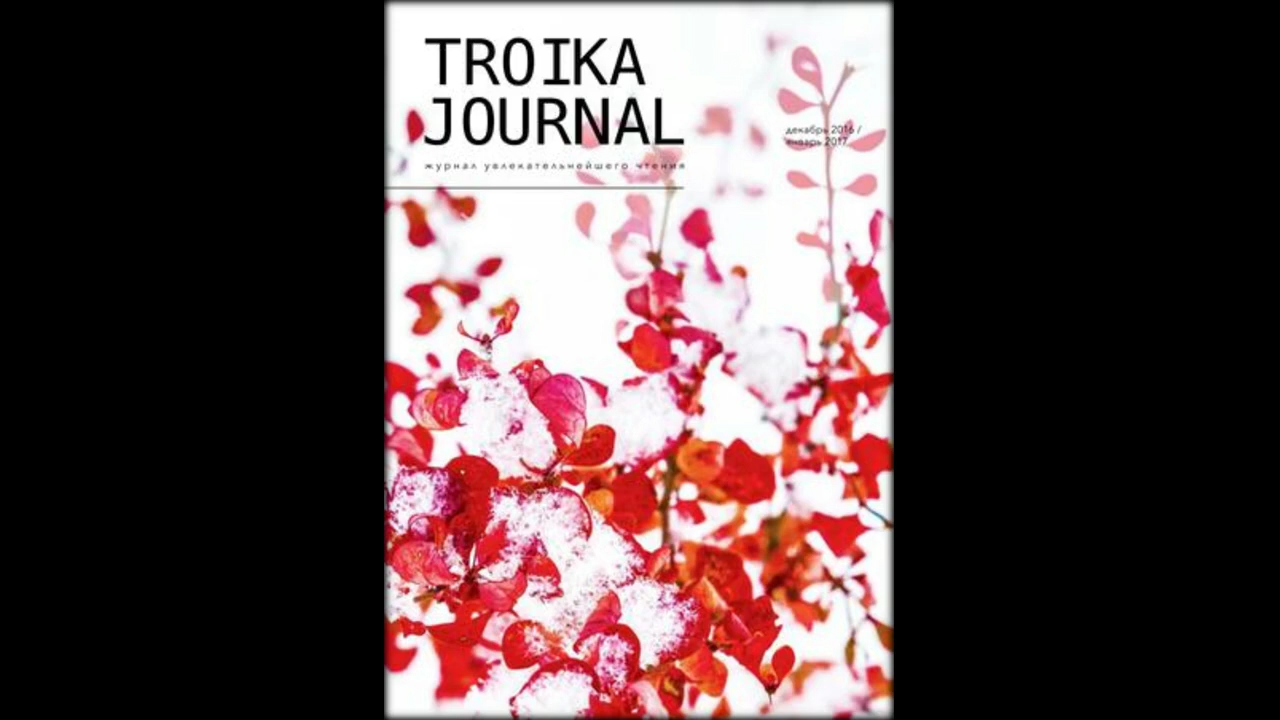 TROIKA
JOURNAL
журнал увлекательнейшего чтения
декабрь 2016 /
январь 2017